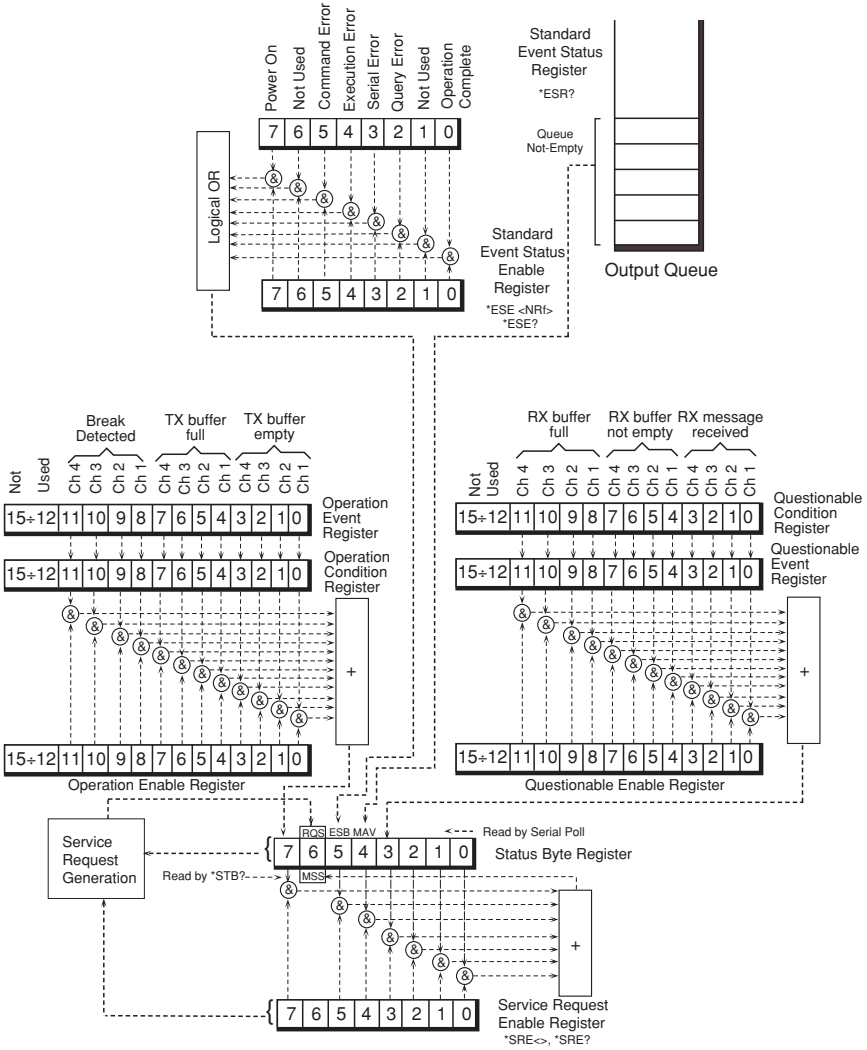 Power On
Not Used
Command Error
Execution Error
Serial Error
Query Error
Not Used
Operation
Complete
7 6 5 4 3 2 1 0
& & & & & & & &
Logical OR
7 6 5 4 3 2 1 0
Standard
Event Status
Register
*ESR?
Queue
Not-Empty
Output Queue
Standard
Event Status
Enable
Register
*ESE <NRf>
*ESE?
Break
Detected
TX buffer
full
TX buffer
empty
Not
Used
Ch 4
Ch 3
Ch 2
Ch 1
Ch 4
Ch 3
Ch 2
Ch 1
Ch 4
Ch 3
Ch 2
Ch 1
15÷12 11 10 9 8 7 6 5 4 3 2 1 0
Operation
Event
Register
15÷12 11 10 9 8 7 6 5 4 3 2 1 0
Operation
Condition
Register
& & & & & & & & & & & &
+
15÷12 11 10 9 8 7 6 5 4 3 2 1 0
Operation Enable Register
RX buffer
full
RX buffer
not empty
RX message
received
Not
Used
Ch 4
Ch 3
Ch 2
Ch 1
Ch 4
Ch 3
Ch 2
Ch 1
Ch 4
Ch 3
Ch 2
Ch 1
15÷12 11 10 9 8 7 6 5 4 3 2 1 0
Questionable
Condition
Register
15÷12 11 10 9 8 7 6 5 4 3 2 1 0
Questionable
Event
Register
& & & & & & & & & & & &
+
15÷12 11 10 9 8 7 6 5 4 3 2 1 0
Questionable Enable Register
Service
Request
Generation
RQS ESB MAV
Read by Serial Poll
{ 7 6 5 4 3 2 1 0
Status Byte Register
Read by *STB?
MSS
& & & & & & &
+
{ 7 6 5 4 3 2 1 0
Service Request
Enable Register
*SRE<>, *SRE?